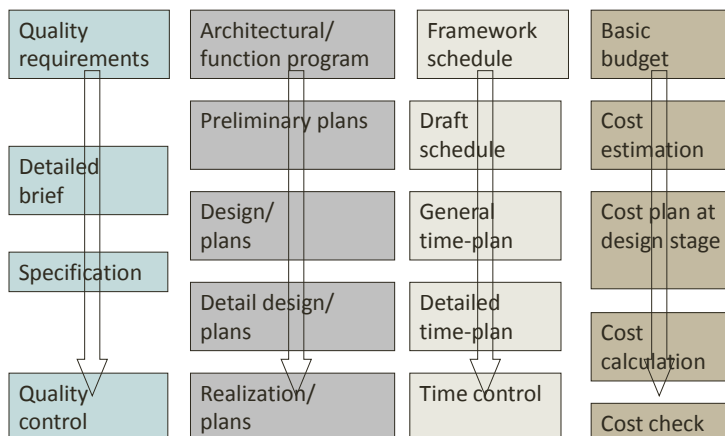 Quality
requirements
Detailed
brief
Specification
Quality
control
Architectural/
function program
Preliminary plans
Design/
plans
Detail design/
plans
Realization/
plans
Framework
schedule
Draft
schedule
General
time-plan
Detailed
time-plan
Time control
Basic
budget
Cost
estimation
Cost plan at
design stage
Cost
calculation
Cost check